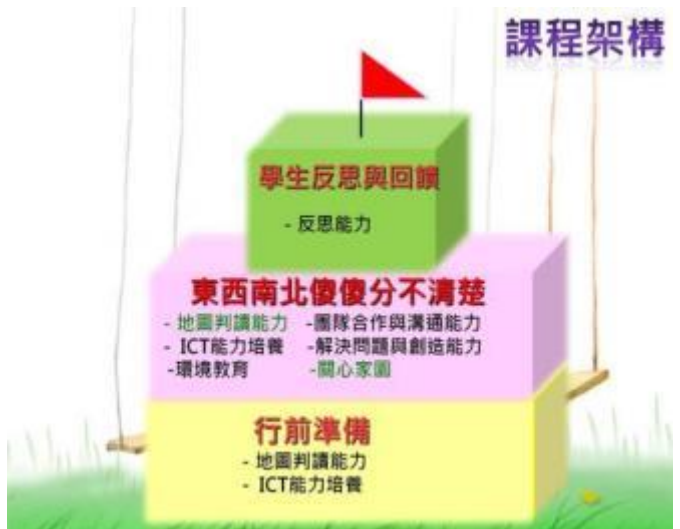 課程架構
學生反思與回饋
- 反思能力
東西南北傻傻分不清楚
- 地圖判讀能力 -團隊合作與溝通能力
- ICT能力培養 -解決問題與創造能力
-環境教育 -關心家園
行前準備
- 地圖判讀能力
- ICT能力培養